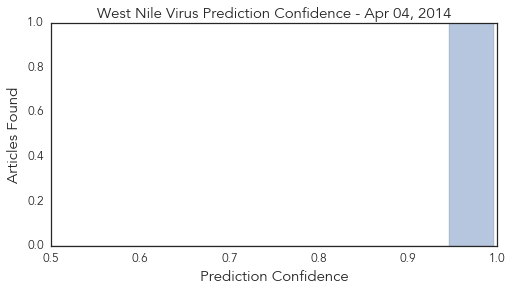 West Nile Virus Prediction Confidence - Apr 04, 2014
1.0
0.8
0.6
0.4
0.2
0.0
Articles Found
0.5 0.6 0.7 0.8 0.9 1.0
Prediction Confidence